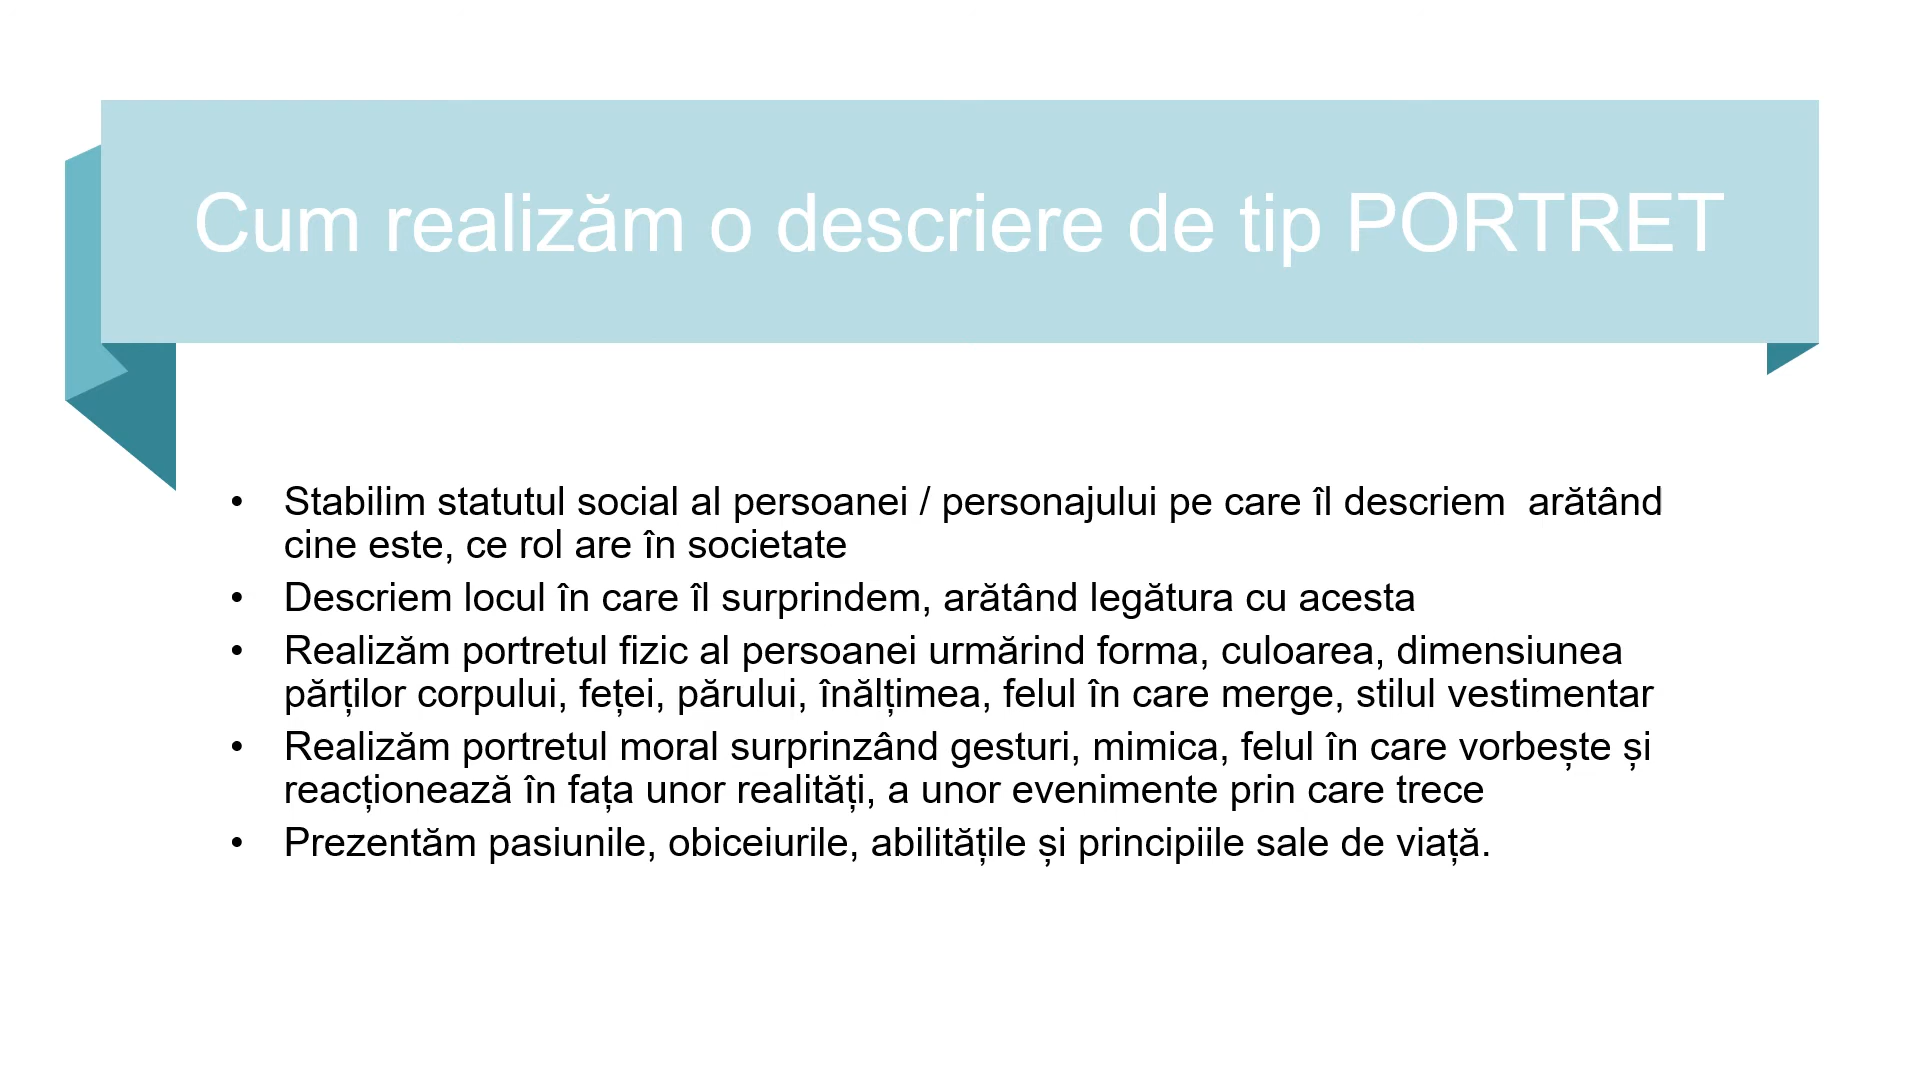 Cum realizăm o descriere de tip PORTRET
• Stabilim statutul social al persoanei / personajului pe care îl descriem  arătând
cine este, ce rol are în societate
• Descriem locul în care îl surprindem, arătând legătura cu acesta
• Realizăm portretul fizic al persoanei urmărind forma, culoarea, dimensiunea
părților corpului, feței, părului, înălțimea, felul în care merge, stilul vestimentar
• Realizăm portretul moral surprinzând gesturi, mimica, felul în care vorbește și
reacționează în fața unor realități, a unor evenimente prin care trece
• Prezentăm pasiunile, obiceiurile, abilitățile și principiile sale de viață.